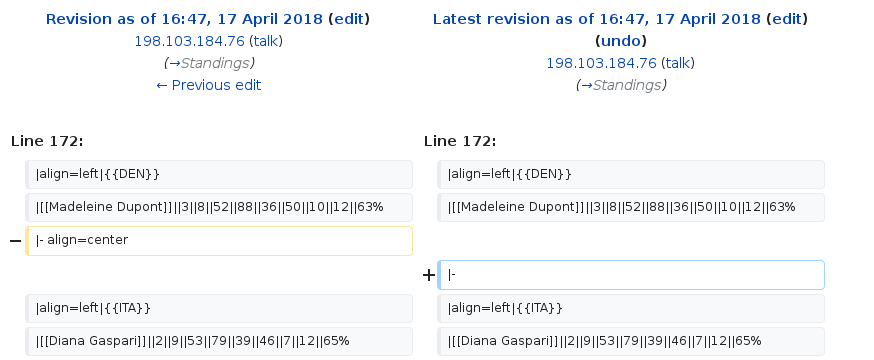 Revision as of 16:47, 17 April 2018 (edit)
198.103.184.76 (talk)
(→Standings)
← Previous edit
Latest revision as of 16:47, 17 April 2018 (edit)
(undo)
198.103.184.76 (talk)
(→Standings)
Line 172:
Line 172:
|align=left|{{DEN}}
|align=left|{{DEN}}
|[[Madeleine Dupont]]||3||8||52||88||36||50||10||12||63%
|[[Madeleine Dupont]]||3||8||52||88||36||50||10||12||63%
− |- align=center
+ |-
|align=left|{{ITA}}
|align=left|{{ITA}}
|[[Diana Gaspari]]||2||9||53||79||39||46||7||12||65%
|[[Diana Gaspari]]||2||9||53||79||39||46||7||12||65%